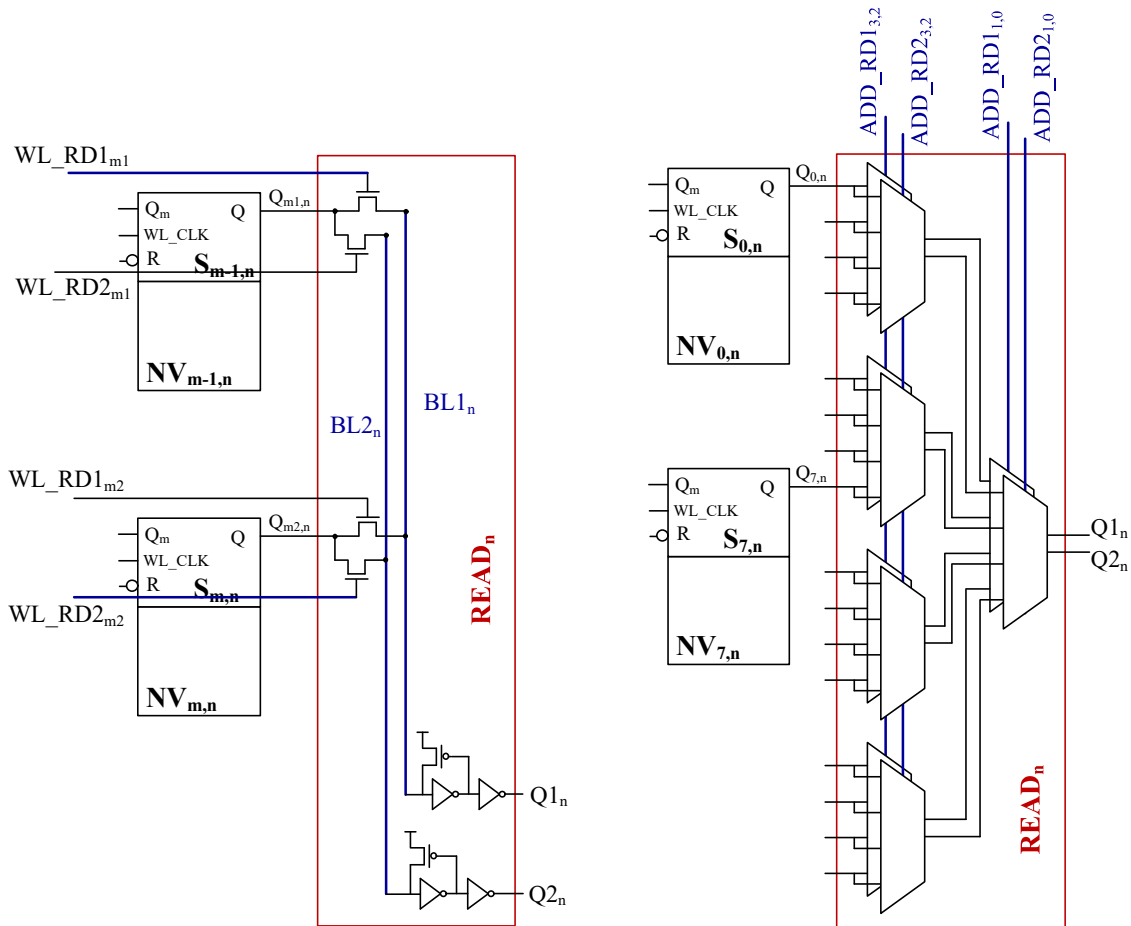 WL_RD1m1
Qm
WL_CLK
R
Q
Sm-1,n
Qm1,n
WL_RD2m1
NVm-1,n
BL1n
BL2n
WL_RD1m2
Qm
WL_CLK
R
Q
Sm,n
Qm2,n
WL_RD2m2
NVm,n
READn
Q1n
Q2n
ADD_RD13,2
ADD_RD23,2
ADD_RD11,0
ADD_RD21,0
Qm
WL_CLK
R
Q
S0,n
Q0,n
NV0,n
Qm
WL_CLK
R
Q
S7,n
Q7,n
NV7,n
Q1n
Q2n
READn